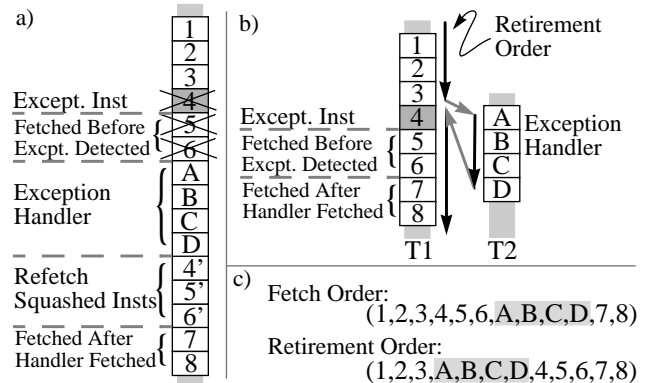 a)
1
2
3
Except. Inst
4
Fetched Before
Excpt. Detected
5
6
Exception
Handler
A
B
C
D
Refetch
Squashed Insts
4’
5’
6’
Fetched After
Handler Fetched
7
8
b)
Retirement
Order
1
2
3
Except. Inst
4
Fetched Before
Excpt. Detected
5
6
Fetched After
Handler Fetched
7
8
T1
A
B
C
D
Exception
Handler
T2
c)
Fetch Order:
(1,2,3,4,5,6,A,B,C,D,7,8)
Retirement Order:
(1,2,3,A,B,C,D,4,5,6,7,8)